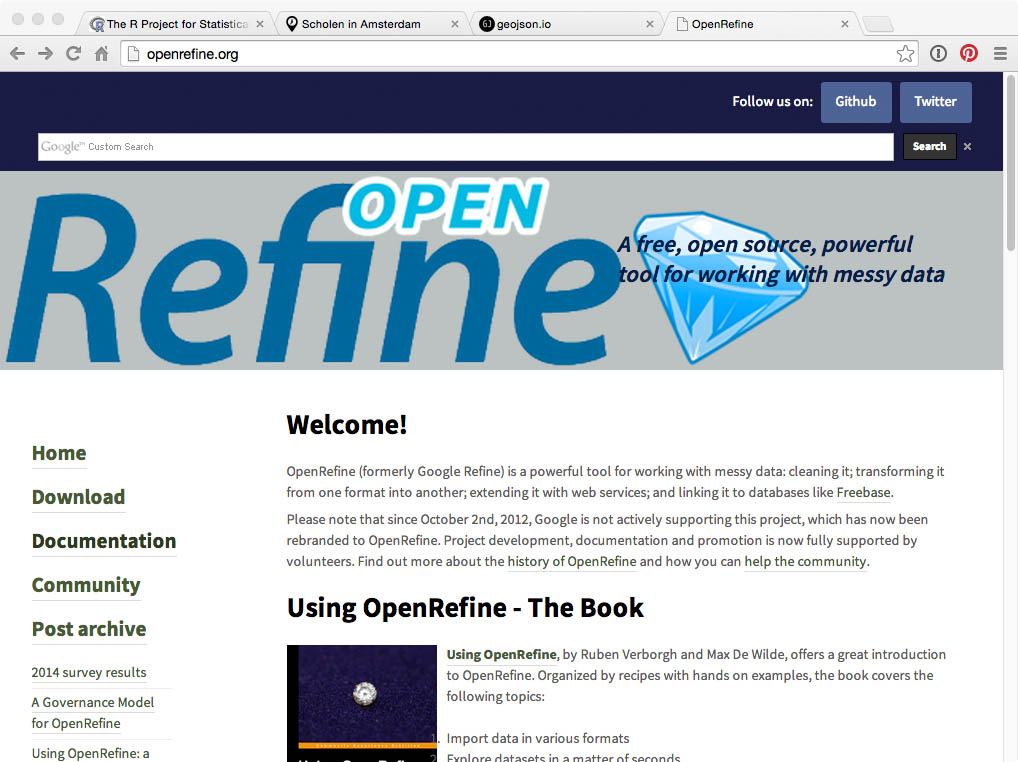 The R Project for Statistica
Scholen in Amsterdam
geojson.io
OpenRefine
openrefine.org
Follow us on:
Github
Twitter
Google™ Custom Search
Search
OPEN
Refine
A free, open source, powerful
tool for working with messy data
Home
Download
Documentation
Community
Post archive
2014 survey results
A Governance Model
for OpenRefine
Using OpenRefine: a
Welcome!
OpenRefine (formerly Google Refine) is a powerful tool for working with messy data: cleaning it; transforming it
from one format into another; extending it with web services; and linking it to databases like Freebase.
Please note that since October 2nd, 2012, Google is not actively supporting this project, which has now been
rebranded to OpenRefine. Project development, documentation and promotion is now fully supported by
volunteers. Find out more about the history of OpenRefine and how you can help the community.
Using OpenRefine - The Book
Using OpenRefine, by Ruben Verborgh and Max De Wilde, offers a great introduction
to OpenRefine. Organized by recipes with hands on examples, the book covers the
following topics:
1. Import data in various formats
2. Explore datasets in a matter of seconds